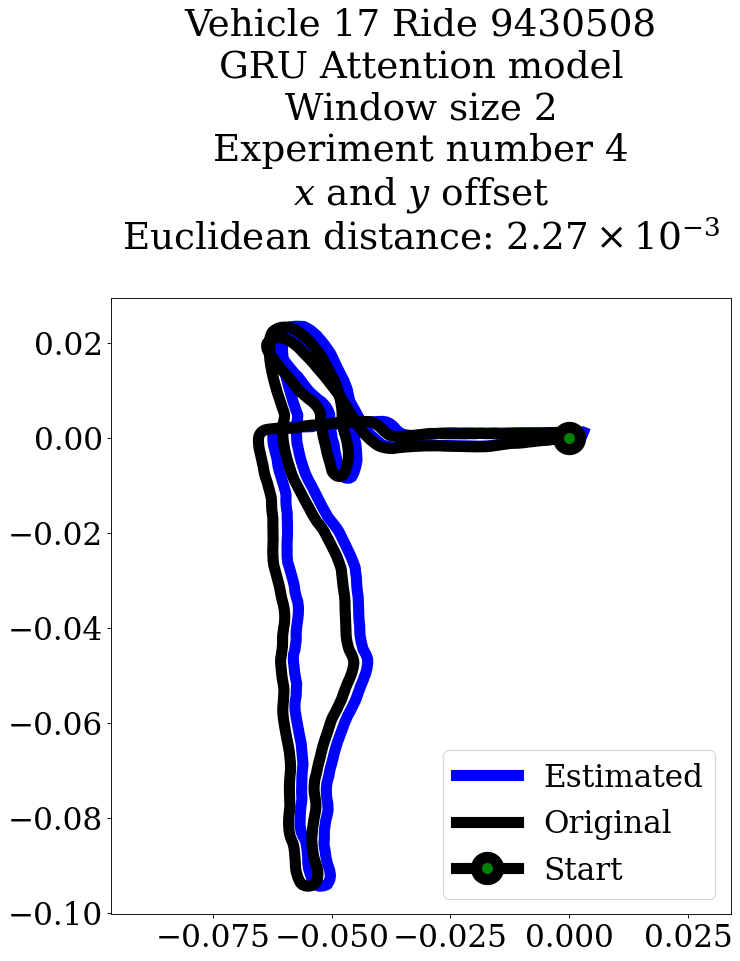 Vehicle 17 Ride 9430508
GRU Attention model
Window size 2
Experiment number 4
x and y offset
Euclidean distance: 2.27 × 10⁻³
0.02
0.00
−0.02
−0.04
−0.06
−0.08
−0.10
Estimated
Original
Start
−0.075 −0.050 −0.025 0.000 0.025